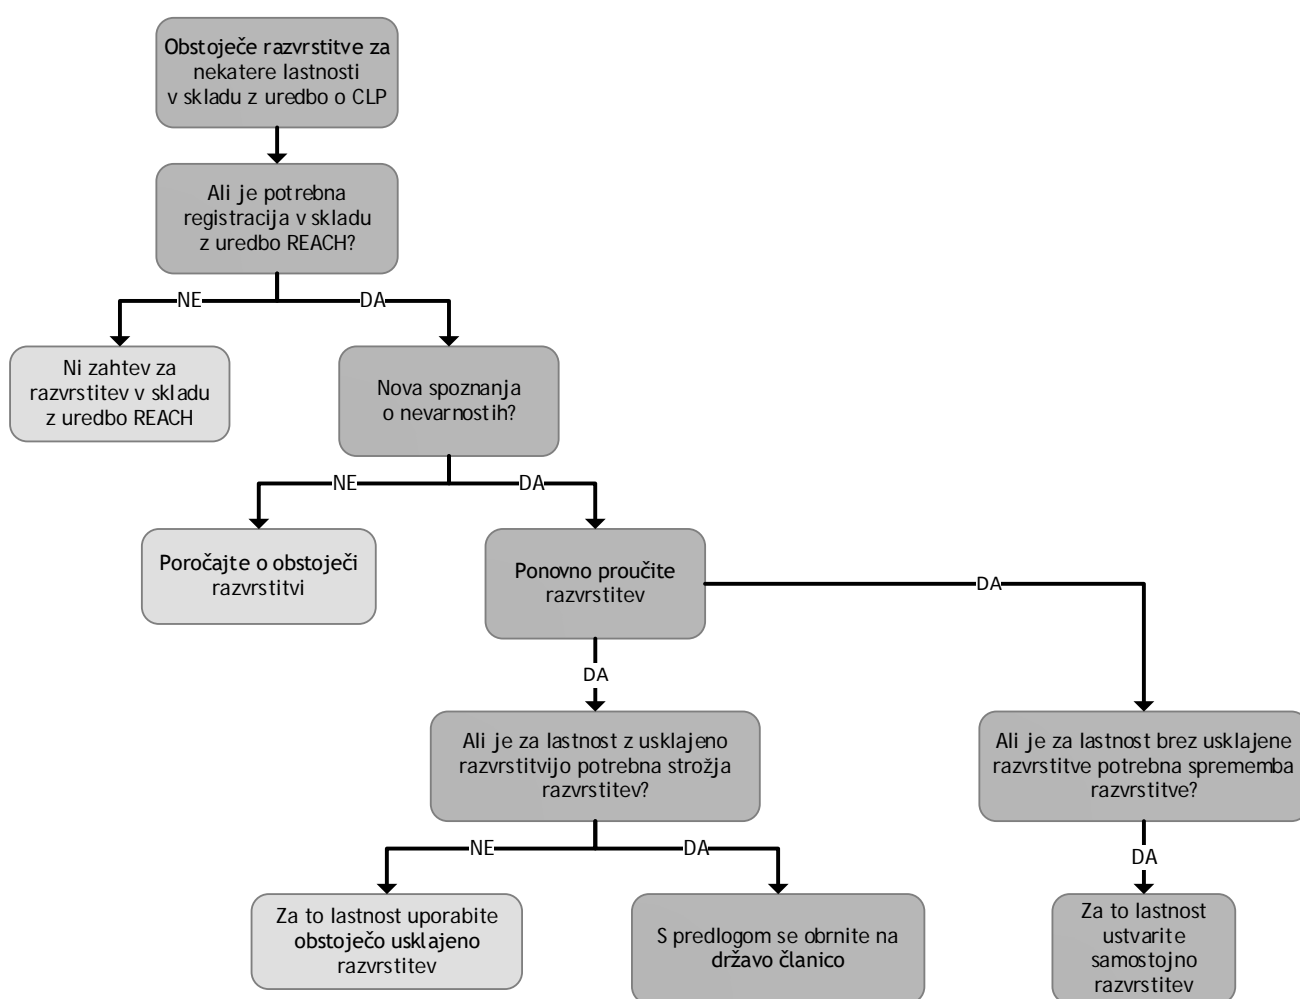 Obstoječe razvrstitve za
nekatere lastnosti
v skladu z uredbo o CLP
Ali je potrebna
registracija v skladu
z uredbo REACH?
NE
DA
Ni zahtev za
razvrstitev v skladu
z uredbo REACH
Nova spoznanja
o nevarnostih?
NE
DA
Poročajte o obstoječi
razvrstitvi
Ponovno proučite
razvrstitev
DA
DA
Ali je za lastnost z usklajeno
razvrstitvijo potrebna strožja
razvrstitev?
Ali je za lastnost brez usklajene
razvrstitve potrebna sprememba
razvrstitve?
NE
DA
DA
Za to lastnost uporabite
obstoječo usklajeno
razvrstitev
S predlogom se obrnite na
državo članico
Za to lastnost
ustvarite
samostojno
razvrstitev